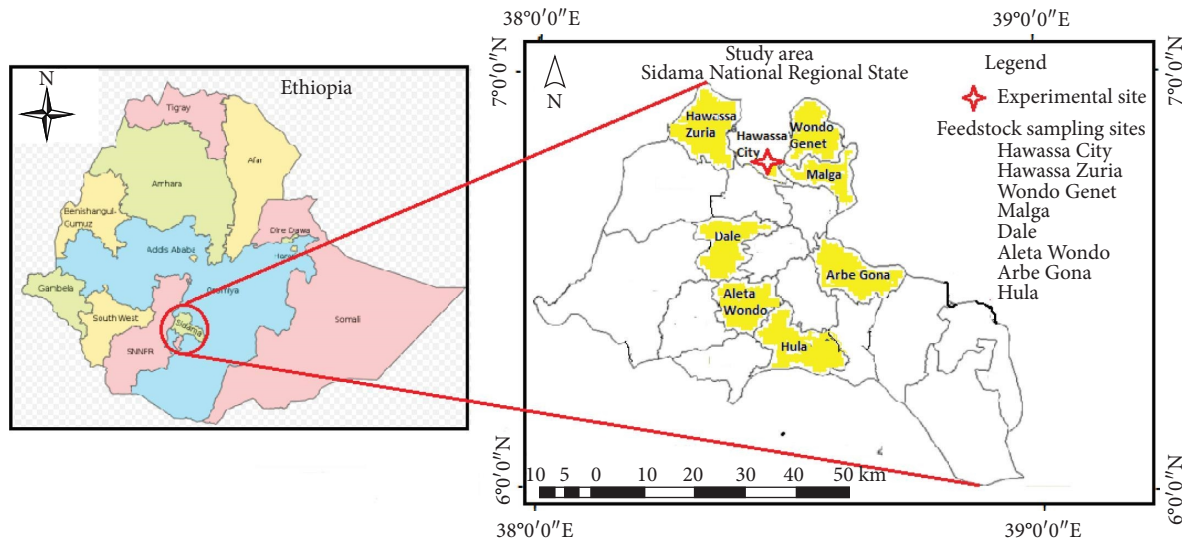 N
Ethiopia
Tigray
Afar
Amhara
Benishangul-
Gumuz
Dire Dawa
Addis Ababa
Harari
Oromiya
Gambela
South West
Sidama
SNNPR
Somali
38°0′0″E
39°0′0″E
7°0′0″N
7°0′0″N
Study area
Sidama National Regional State
N
Legend
Experimental site
Feedstock sampling sites
Hawassa City
Hawassa Zuria
Wondo Genet
Malga
Dale
Aleta Wondo
Arbe Gona
Hula
Hawassa
Zuria
Hawassa
City
Wondo
Genet
Malga
Dale
Arbe Gona
Aleta
Wondo
Hula
10 5 0 10 20 30 40 50 km
6°0′0″N
6°0′0″N
38°0′0″E
39°0′0″E